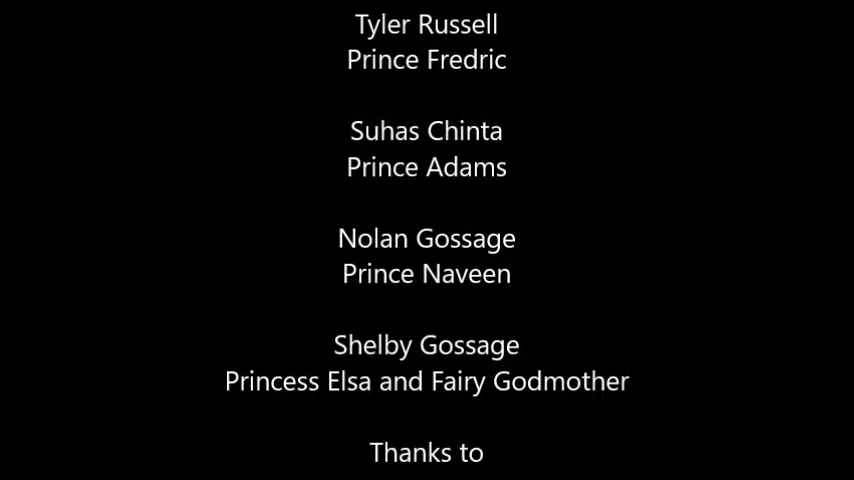 Tyler Russell
Prince Fredric
Suhas Chinta
Prince Adams
Nolan Gossage
Prince Naveen
Shelby Gossage
Princess Elsa and Fairy Godmother
Thanks to